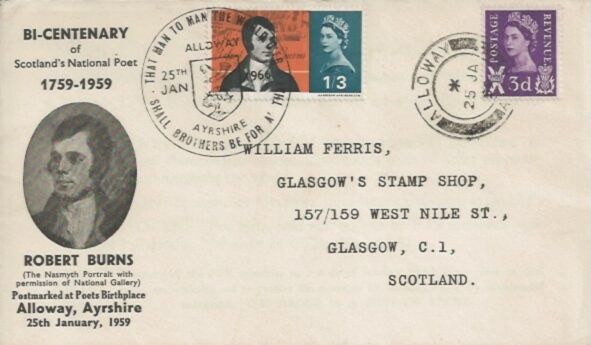 BI-CENTENARY
of
Scotland's National Poet
1759-1959
ROBERT BURNS
(The Nasmyth Portrait with
permission of National Gallery)
Postmarked at Poets Birthplace
Alloway, Ayrshire
25th January, 1959
THAT MAN TO MAN THE WORLD
SHALL BROTHERS BE FOR A' TH
ALLOWAY
25TH
JAN
1966
AYRSHIRE
1/3
ALLOWAY
25 JA
POSTAGE
REVENUE
3d
WILLIAM FERRIS,
GLASGOW'S STAMP SHOP,
157/159 WEST NILE ST.,
GLASGOW, C.1,
SCOTLAND.